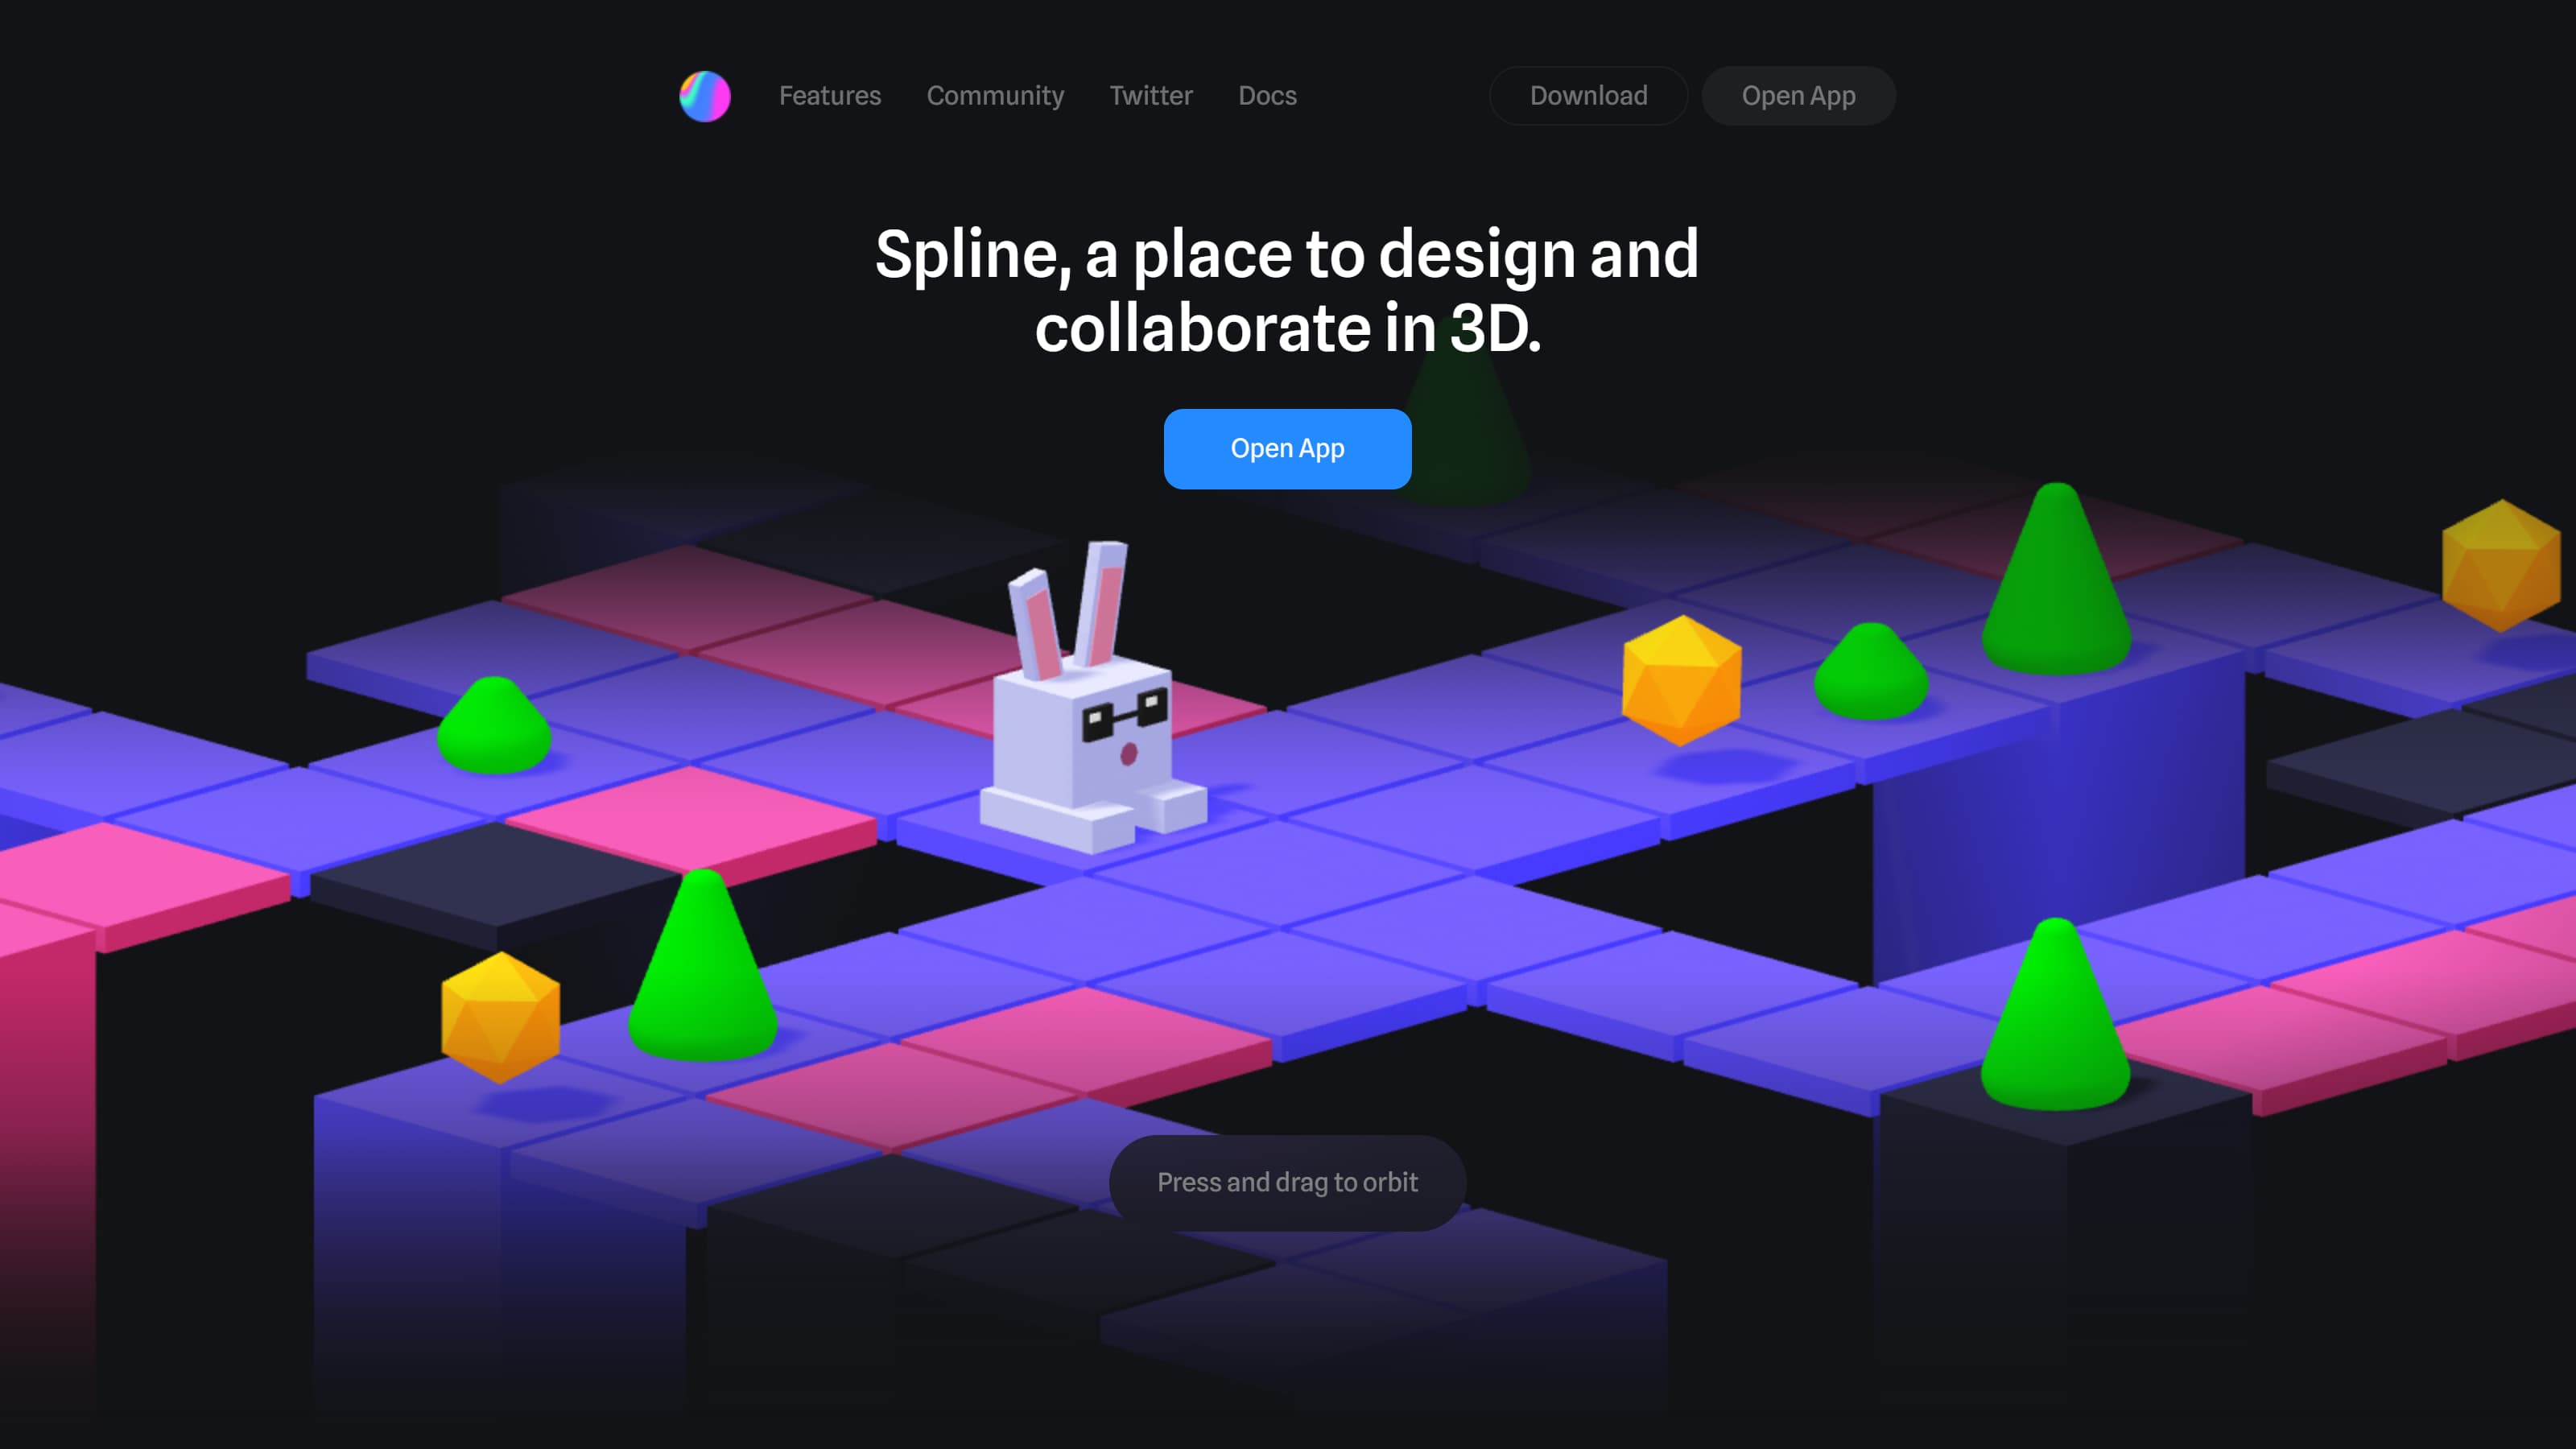 Features Community Twitter Docs Download Open App
Spline, a place to design and
collaborate in 3D.
Open App
Press and drag to orbit